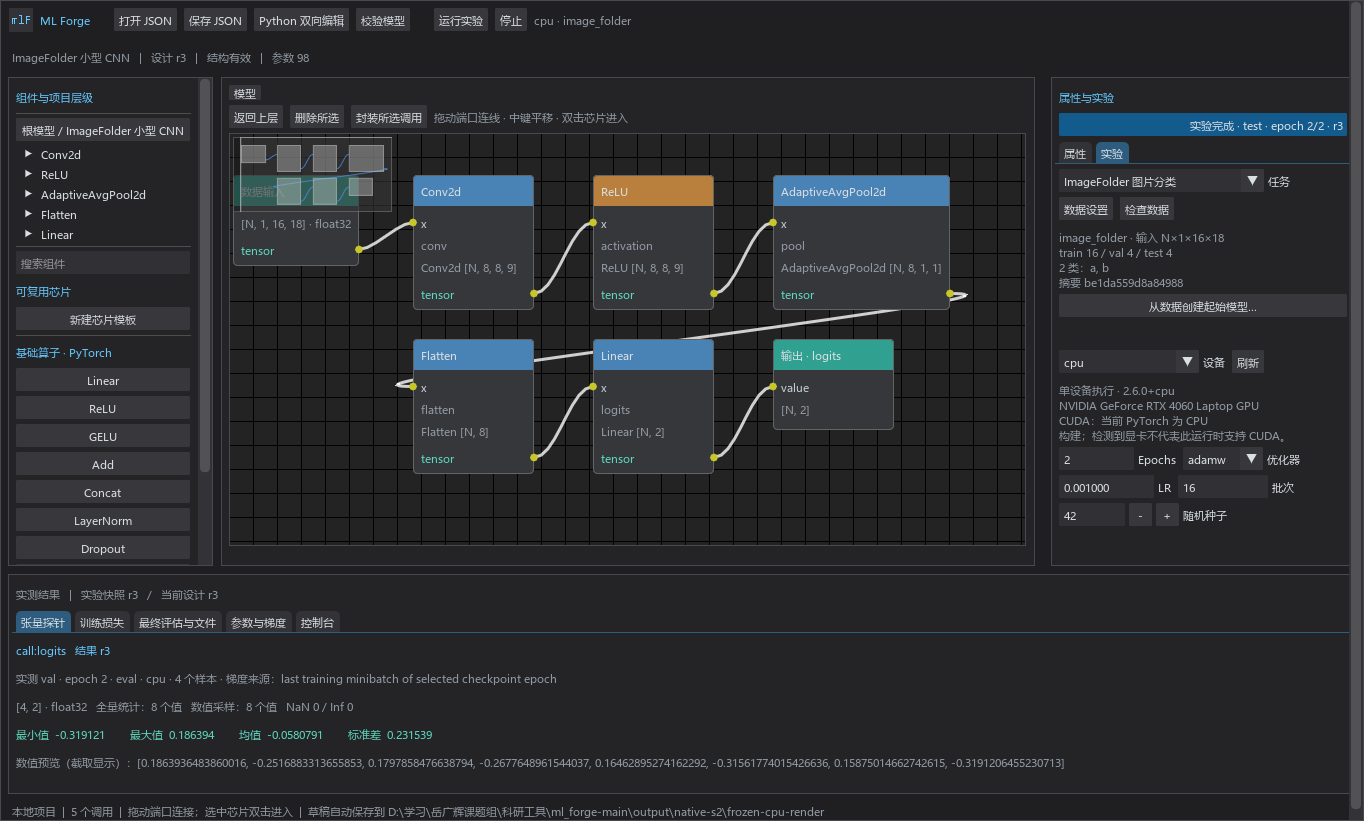 mlF ML Forge 打开 JSON 保存 JSON Python 双向编辑 校验模型 运行实验 停止 cpu · image_folder
ImageFolder 小型 CNN | 设计 r3 | 结构有效 | 参数 98
组件与项目层级
根模型 / ImageFolder 小型 CNN
Conv2d
ReLU
AdaptiveAvgPool2d
Flatten
Linear
搜索组件
可复用芯片
新建芯片模板
基础算子 · PyTorch
Linear
ReLU
GELU
Add
Concat
LayerNorm
Dropout
模型
返回上层 删除所选 封装所选调用 拖动端口连线 · 中键平移 · 双击芯片进入
数据输入
[N, 1, 16, 18] · float32
tensor
Conv2d
x
conv
Conv2d [N, 8, 8, 9]
tensor
ReLU
x
activation
ReLU [N, 8, 8, 9]
tensor
AdaptiveAvgPool2d
x
pool
AdaptiveAvgPool2d [N, 8, 1, 1]
tensor
Flatten
x
flatten
Flatten [N, 8]
tensor
Linear
x
logits
Linear [N, 2]
tensor
输出 · logits
value
[N, 2]
属性与实验
实验完成 · test · epoch 2/2 · r3
属性 实验
ImageFolder 图片分类 任务
数据设置 检查数据
image_folder · 输入 N×1×16×18
train 16 / val 4 / test 4
2 类：a, b
摘要 be1da559d8a84988
从数据创建起始模型...
cpu 设备 刷新
单设备执行 · 2.6.0+cpu
NVIDIA GeForce RTX 4060 Laptop GPU
CUDA：当前 PyTorch 为 CPU
构建；检测到显卡不代表此运行时支持 CUDA。
2 Epochs adamw 优化器
0.001000 LR 16 批次
42 - + 随机种子
实测结果 | 实验快照 r3 / 当前设计 r3
张量探针 训练损失 最终评估与文件 参数与梯度 控制台
call:logits 结果 r3
实测 val · epoch 2 · eval · cpu · 4 个样本 · 梯度来源：last training minibatch of selected checkpoint epoch
[4, 2] · float32 全量统计：8 个值 数值采样：8 个值 NaN 0 / Inf 0
最小值 -0.319121 最大值 0.186394 均值 -0.0580791 标准差 0.231539
数值预览（截取显示）：[0.1863936483860016, -0.2516883313655853, 0.1797858476638794, -0.2677648961544037, 0.16462895274162292, -0.31561774015426636, 0.15875014662742615, -0.3191206455230713]
本地项目 | 5 个调用 | 拖动端口连接；选中芯片双击进入 | 草稿自动保存到 D:\学习\岳广辉课题组\科研工具\ml_forge-main\output\native-s2\frozen-cpu-render